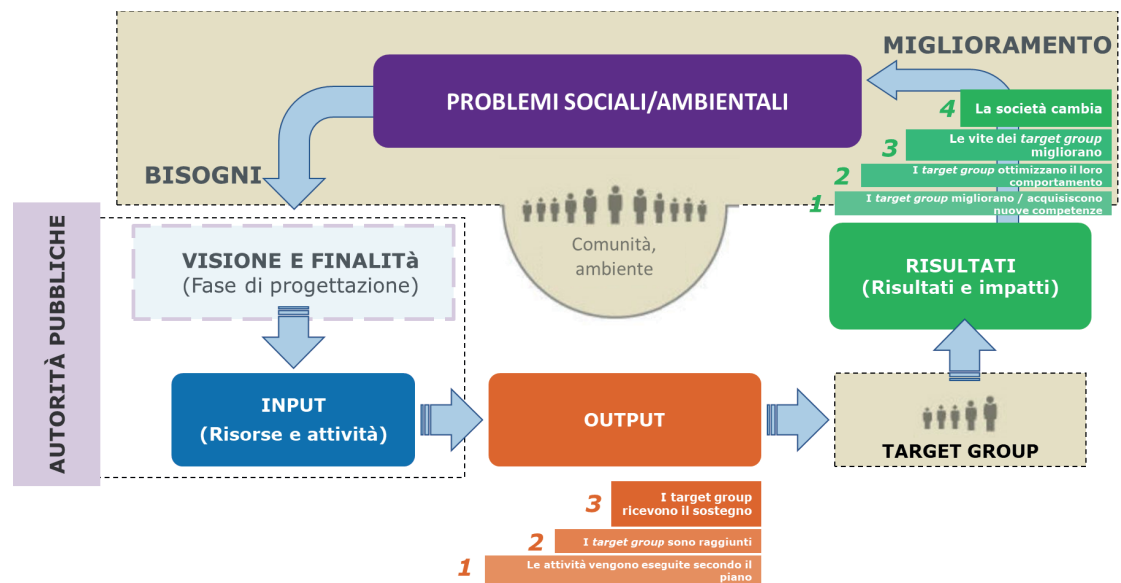 MIGLIORAMENTO
PROBLEMI SOCIALI/AMBIENTALI
4 La società cambia
3 Le vite dei target group
migliorano
2 I target group ottimizzano il loro
comportamento
1 I target group migliorano / acquisiscono
nuove competenze
BISOGNI
Comunità,
ambiente
AUTORITÀ PUBBLICHE
VISIONE E FINALITà
(Fase di progettazione)
RISULTATI
(Risultati e impatti)
INPUT
(Risorse e attività)
OUTPUT
TARGET GROUP
3 I target group
ricevono il sostegno
2 I target group sono raggiunti
1 Le attività vengono eseguite secondo il
piano